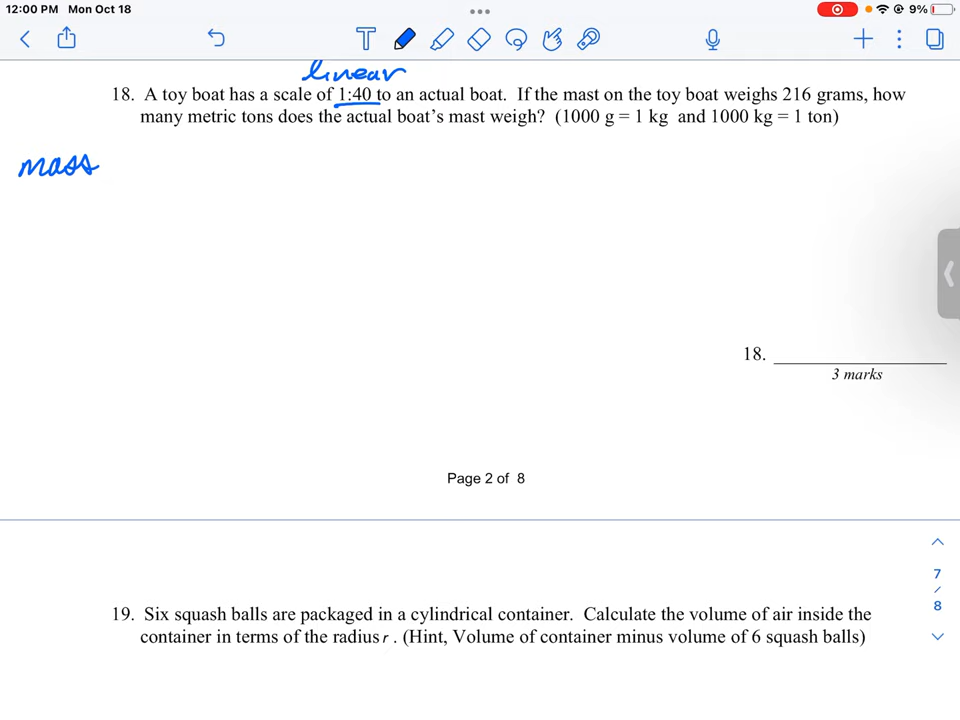 12:00 PM Mon Oct 18
9%
T
linear
18. A toy boat has a scale of 1:40 to an actual boat. If the mast on the toy boat weighs 216 grams, how
many metric tons does the actual boat's mast weigh? (1000 g = 1 kg and 1000 kg = 1 ton)
mass
18. ____________________
3 marks
Page 2 of 8
7
/
8
19. Six squash balls are packaged in a cylindrical container. Calculate the volume of air inside the
container in terms of the radius r . (Hint, Volume of container minus volume of 6 squash balls)